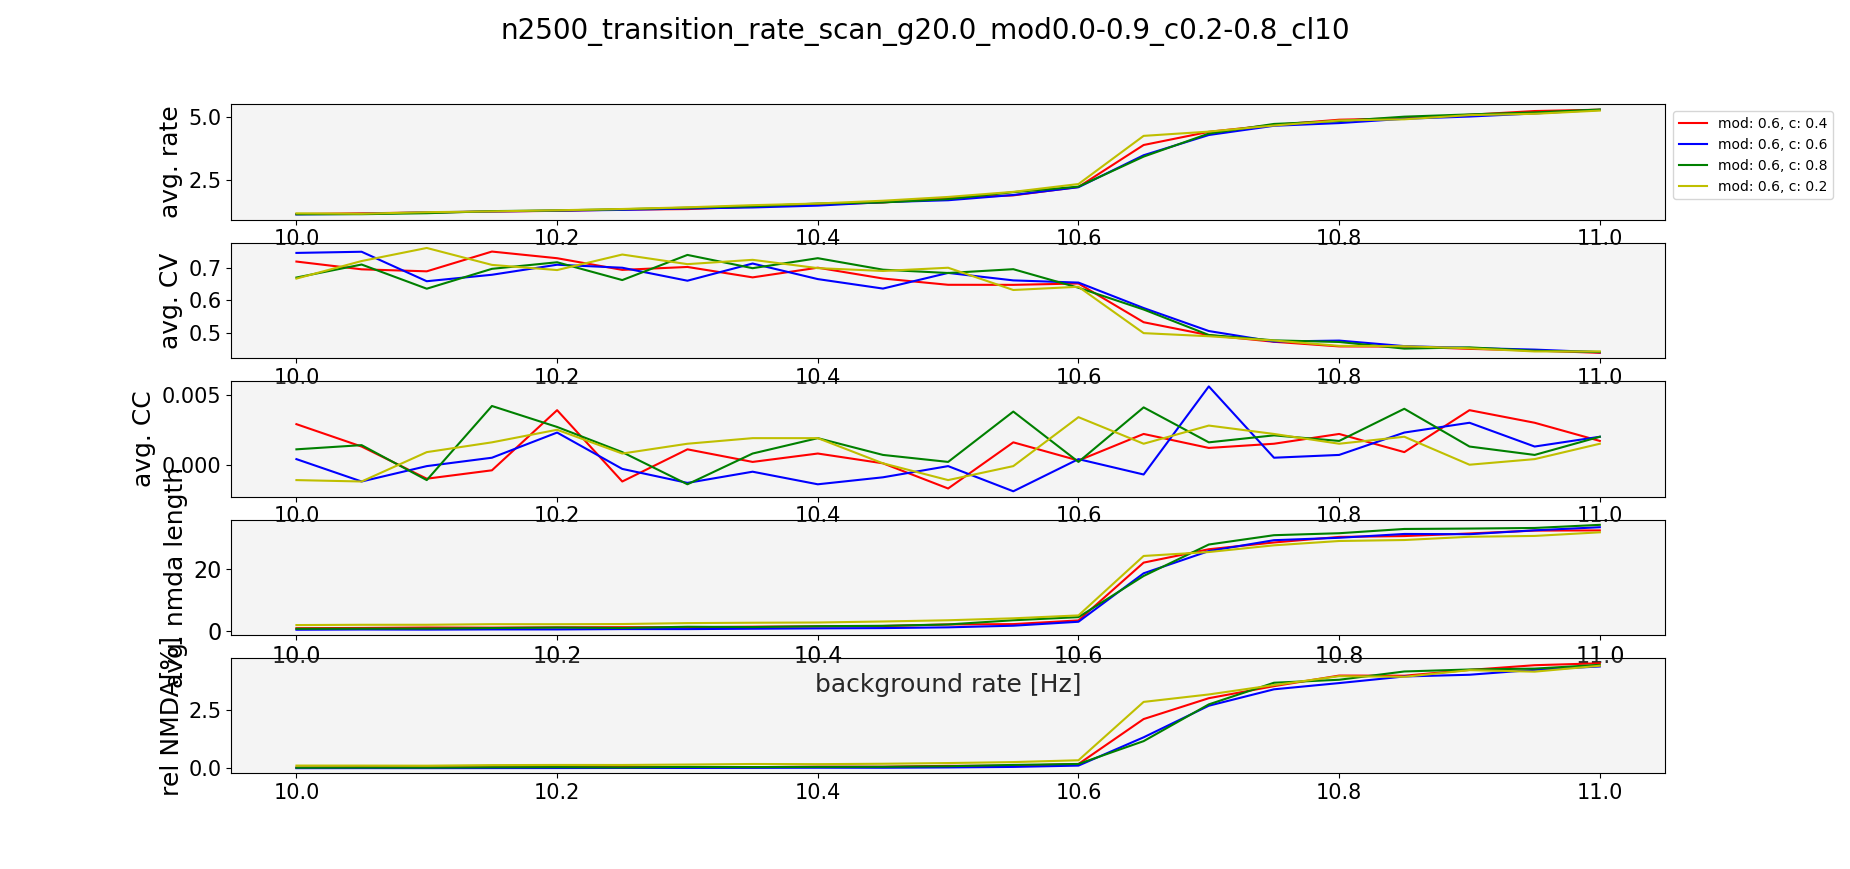 n2500_transition_rate_scan_g20.0_mod0.0-0.9_c0.2-0.8_cl10
avg. rate
5.0
2.5
10.0 10.2 10.4 10.6 10.8 11.0
mod: 0.6, c: 0.4
mod: 0.6, c: 0.6
mod: 0.6, c: 0.8
mod: 0.6, c: 0.2
avg. CV
0.7
0.6
0.5
10.0 10.2 10.4 10.6 10.8 11.0
avg. CC
0.005
0.000
10.0 10.2 10.4 10.6 10.8 11.0
avg nmda length
20
0
10.0 10.2 10.4 10.6 10.8 11.0
background rate [Hz]
rel NMDA[%]
2.5
0.0
10.0 10.2 10.4 10.6 10.8 11.0